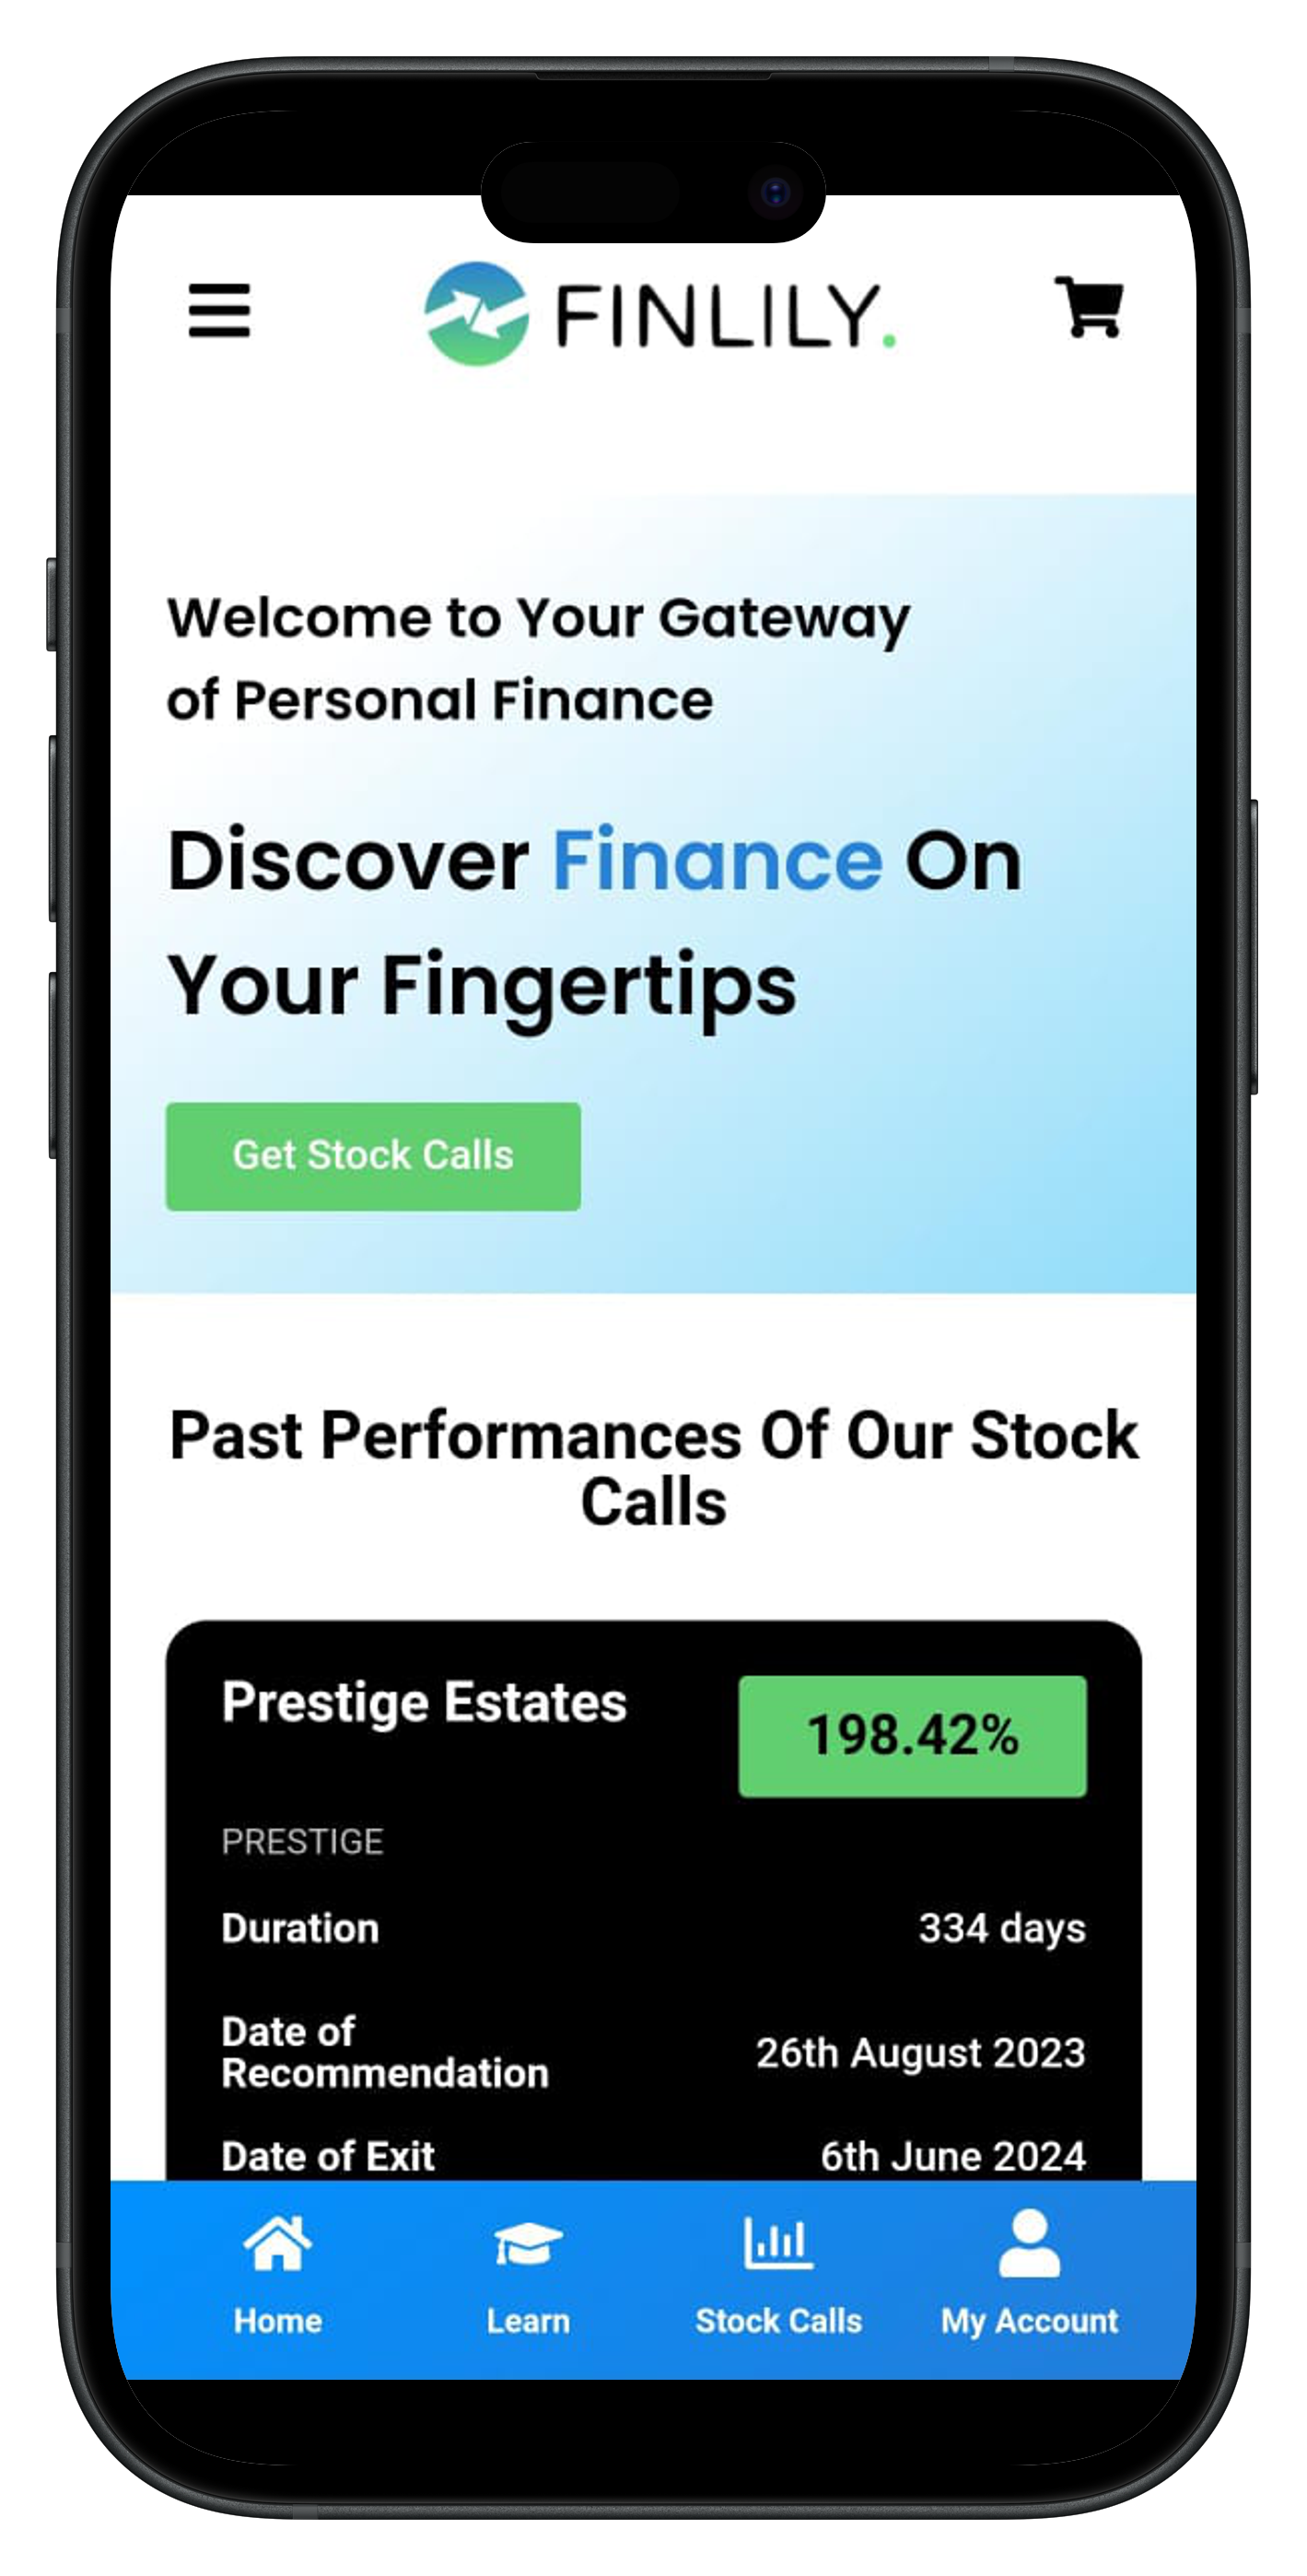 FINLILY.
Welcome to Your Gateway
of Personal Finance
Discover Finance On
Your Fingertips
Get Stock Calls
Past Performances Of Our Stock
Calls
Prestige Estates
198.42%
PRESTIGE
Duration
334 days
Date of
Recommendation
26th August 2023
Date of Exit
6th June 2024
Home
Learn
Stock Calls
My Account